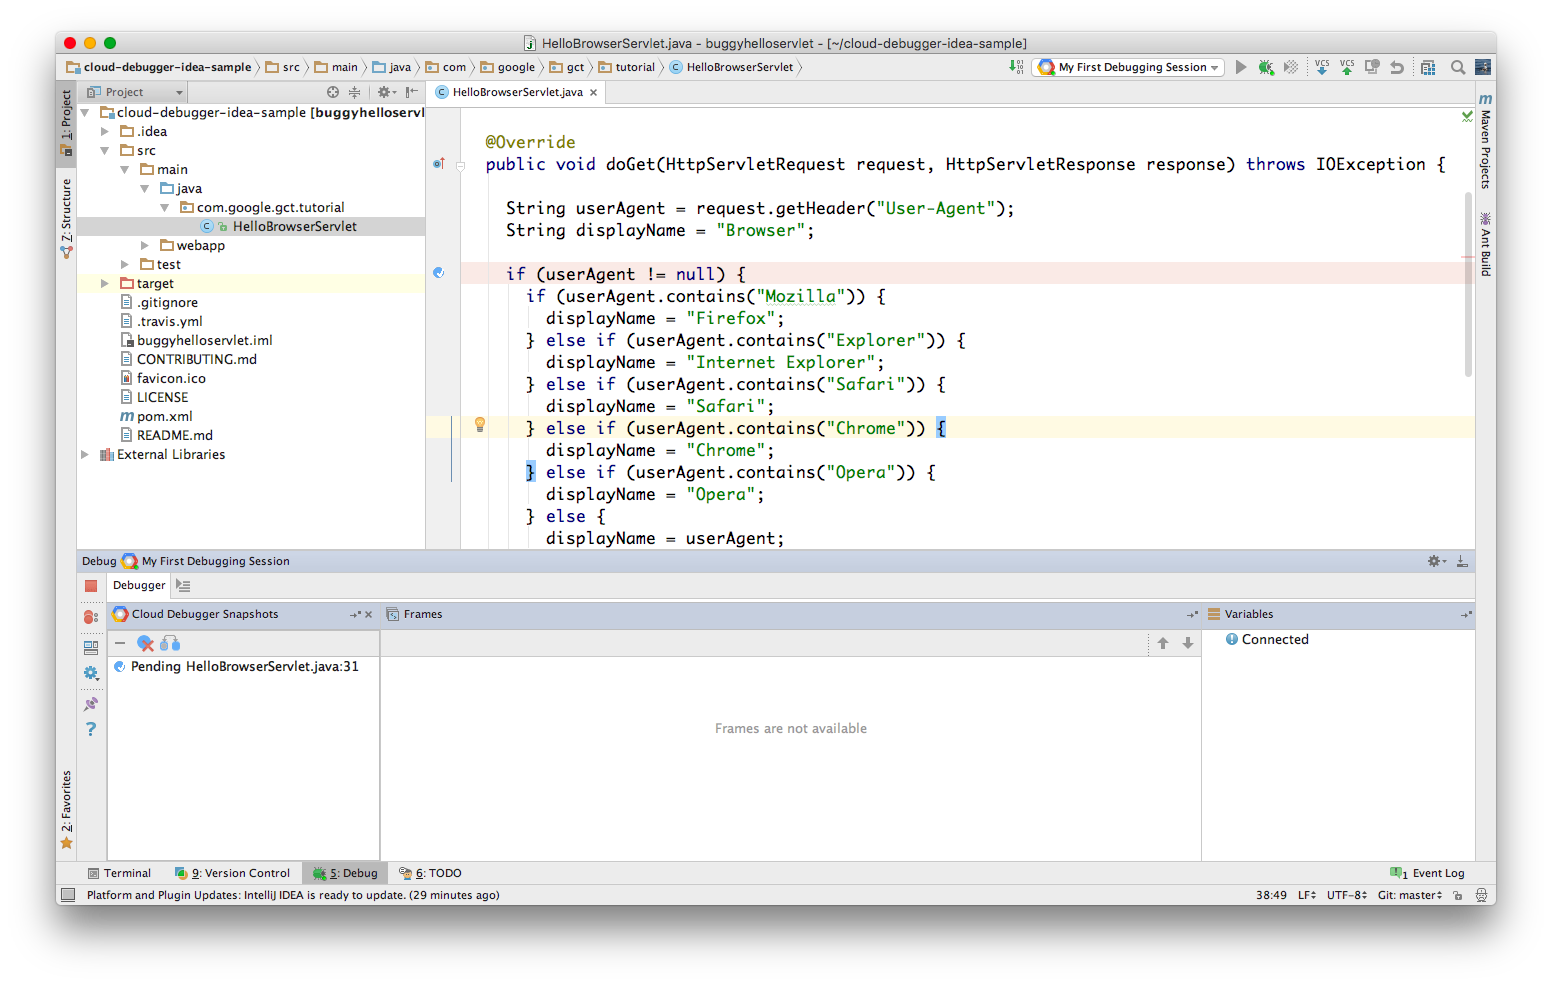 HelloBrowserServlet.java - buggyhelloservlet - [~/cloud-debugger-idea-sample]
cloud-debugger-idea-sample src main java com google gct tutorial HelloBrowserServlet My First Debugging Session VCS VCS
1: Project
Z: Structure
2: Favorites
Project
cloud-debugger-idea-sample [buggyhelloservl
.idea
src
main
java
com.google.gct.tutorial
HelloBrowserServlet
webapp
test
target
.gitignore
.travis.yml
buggyhelloservlet.iml
CONTRIBUTING.md
favicon.ico
LICENSE
pom.xml
README.md
External Libraries
HelloBrowserServlet.java
@Override
public void doGet(HttpServletRequest request, HttpServletResponse response) throws IOException {
String userAgent = request.getHeader("User-Agent");
String displayName = "Browser";
if (userAgent != null) {
if (userAgent.contains("Mozilla")) {
displayName = "Firefox";
} else if (userAgent.contains("Explorer")) {
displayName = "Internet Explorer";
} else if (userAgent.contains("Safari")) {
displayName = "Safari";
} else if (userAgent.contains("Chrome")) {
displayName = "Chrome";
} else if (userAgent.contains("Opera")) {
displayName = "Opera";
} else {
displayName = userAgent;
Maven Projects
Ant Build
Debug My First Debugging Session
Debugger
Cloud Debugger Snapshots
Pending HelloBrowserServlet.java:31
Frames
Frames are not available
Variables
Connected
Terminal 9: Version Control 5: Debug 6: TODO 1 Event Log
Platform and Plugin Updates: IntelliJ IDEA is ready to update. (29 minutes ago) 38:49 LF UTF-8 Git: master